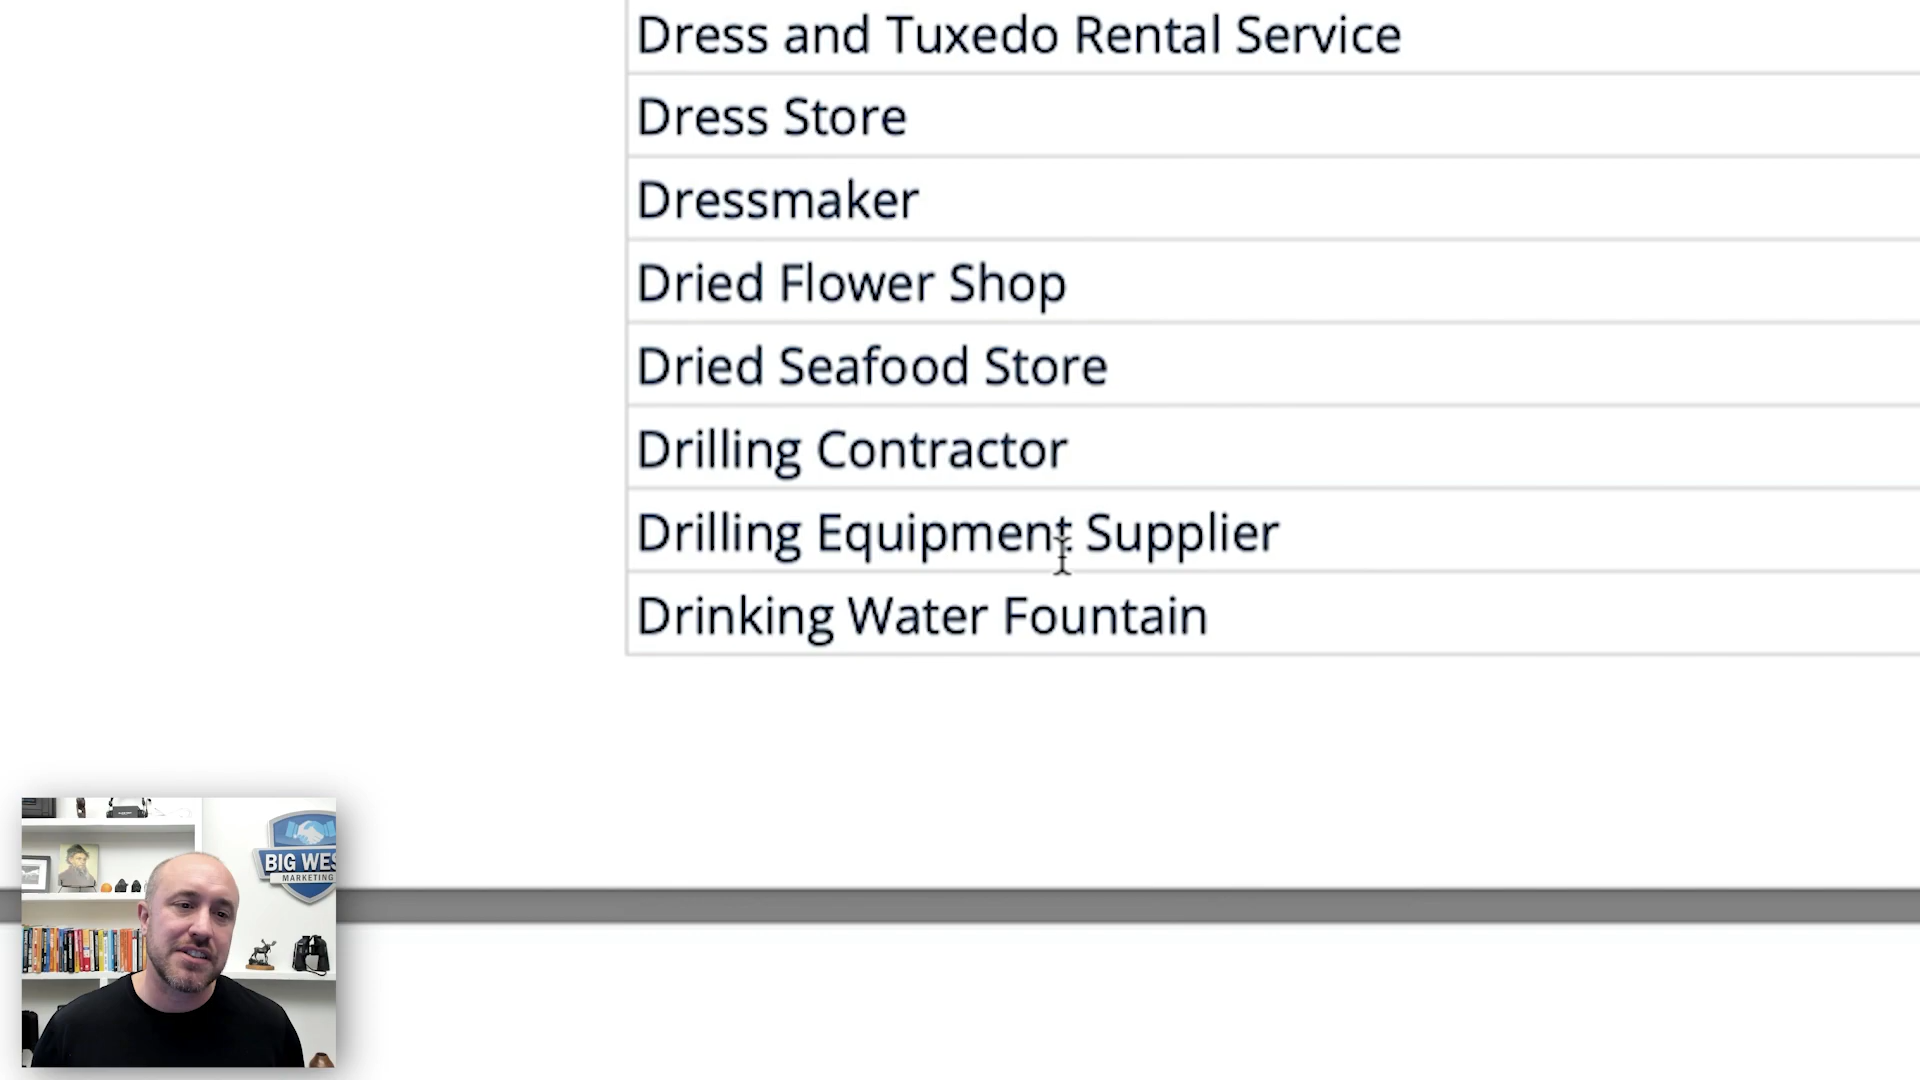 Dress and Tuxedo Rental Service
Dress Store
Dressmaker
Dried Flower Shop
Dried Seafood Store
Drilling Contractor
Drilling Equipment Supplier
Drinking Water Fountain
BIG WES
MARKETING